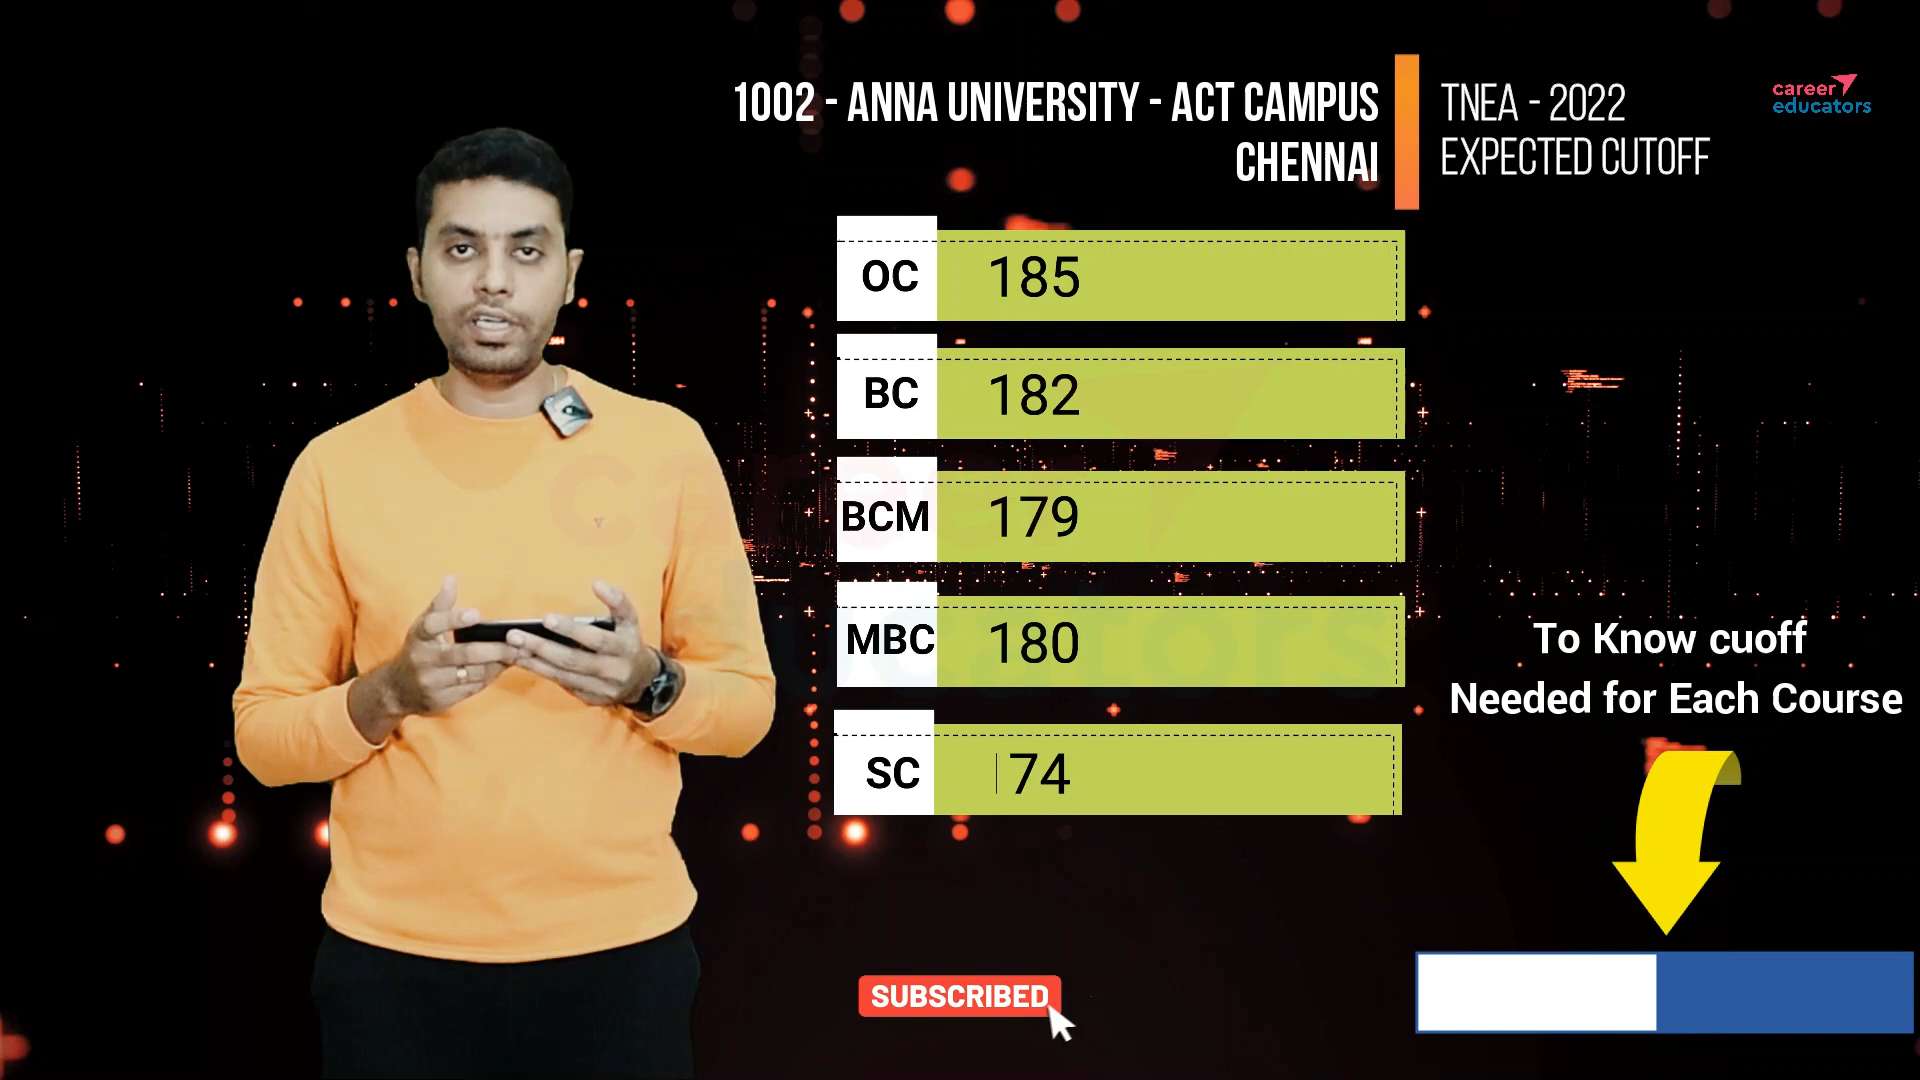 1002 - ANNA UNIVERSITY - ACT CAMPUS
CHENNAI
TNEA - 2022
EXPECTED CUTOFF
career
educators
OC 185
BC 182
BCM 179
MBC 180
SC 174
To Know cuoff
Needed for Each Course
SUBSCRIBED